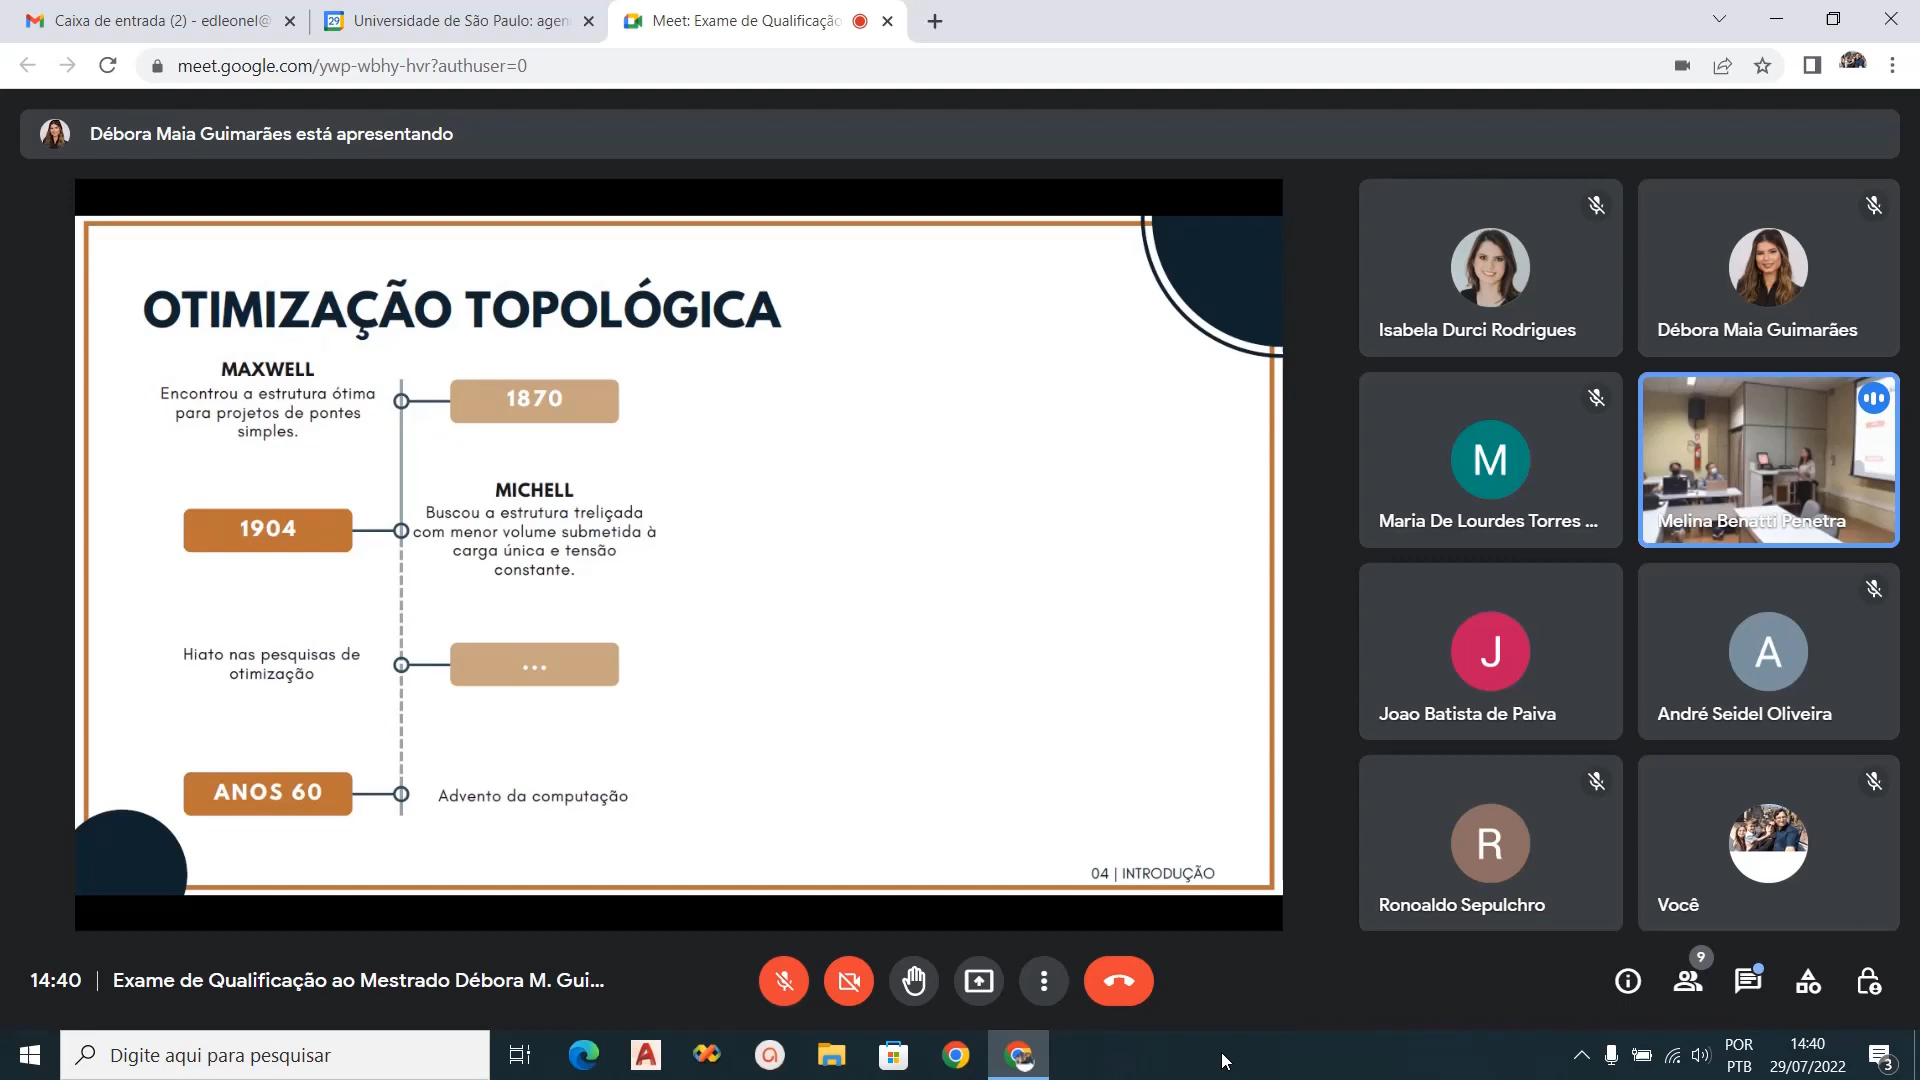 Caixa de entrada (2) - edleonel@
Universidade de São Paulo: agen
Meet: Exame de Qualificação
meet.google.com/ywp-wbhy-hvr?authuser=0
Débora Maia Guimarães está apresentando
OTIMIZAÇÃO TOPOLÓGICA
MAXWELL
Encontrou a estrutura ótima
para projetos de pontes
simples.
1870
1904
MICHELL
Buscou a estrutura treliçada
com menor volume submetida à
carga única e tensão
constante.
Hiato nas pesquisas de
otimização
...
ANOS 60
Advento da computação
04 | INTRODUÇÃO
Isabela Durci Rodrigues
Débora Maia Guimarães
M
Maria De Lourdes Torres ...
Melina Benatti Penetra
J
Joao Batista de Paiva
A
André Seidel Oliveira
R
Ronoaldo Sepulchro
Você
14:40 | Exame de Qualificação ao Mestrado Débora M. Gui...
9
Digite aqui para pesquisar
POR
PTB
14:40
29/07/2022
3